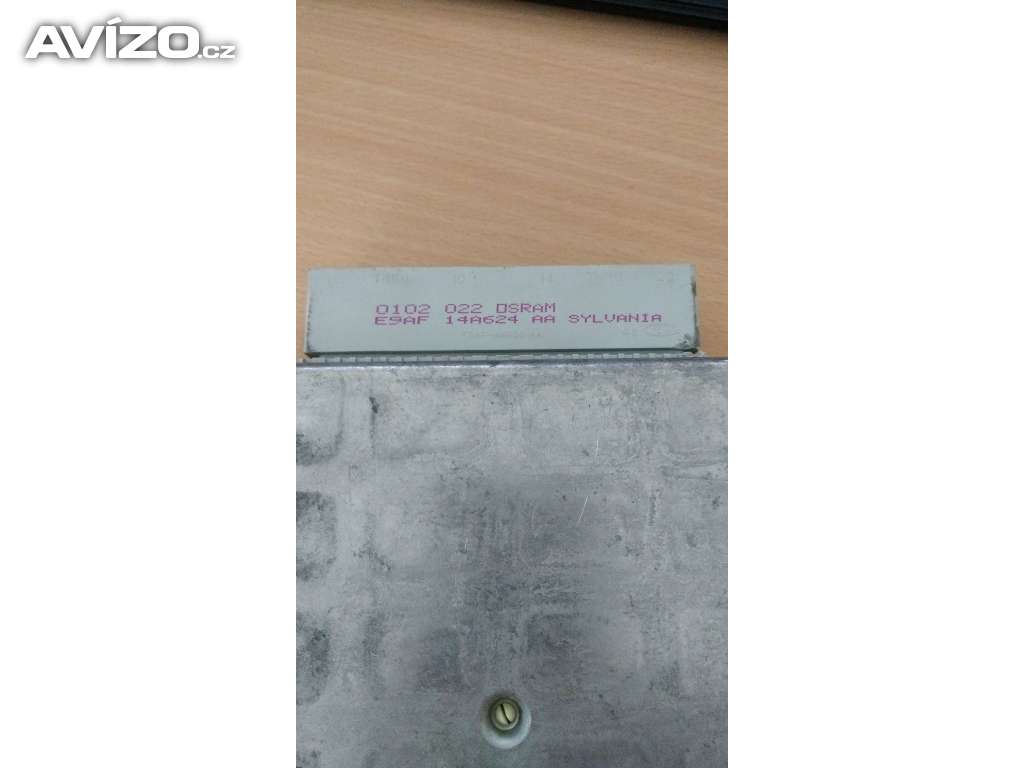 AVÍZO.cz
0102 022 OSRAM
E9AF 14A624 AA SYLVANIA